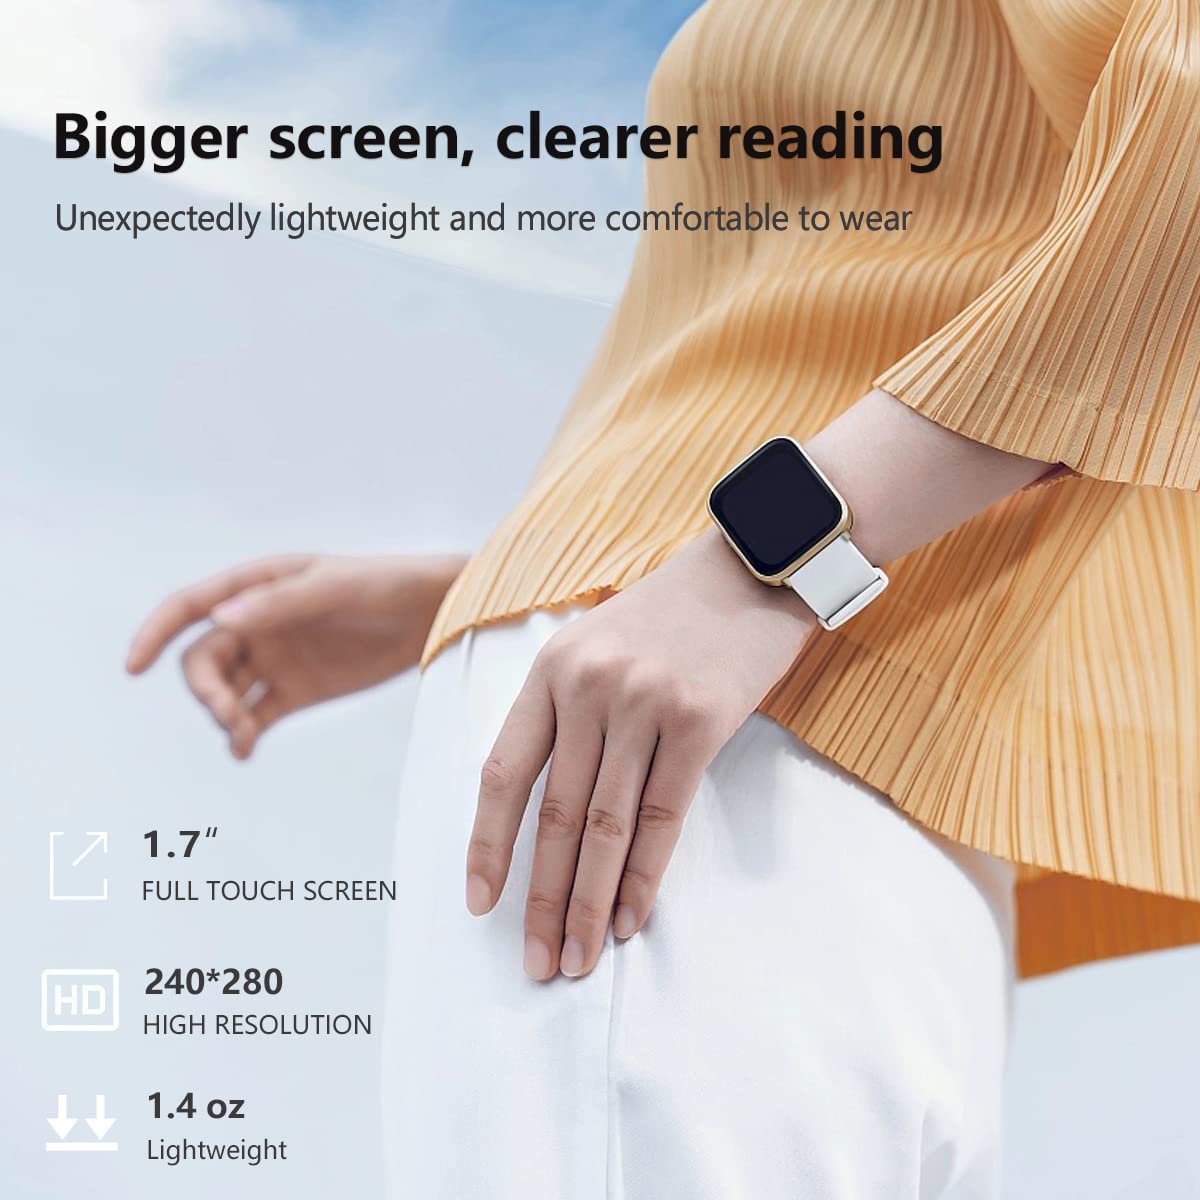 Bigger screen, clearer reading
Unexpectedly lightweight and more comfortable to wear
1.7“
FULL TOUCH SCREEN
HD
240*280
HIGH RESOLUTION
1.4 oz
Lightweight